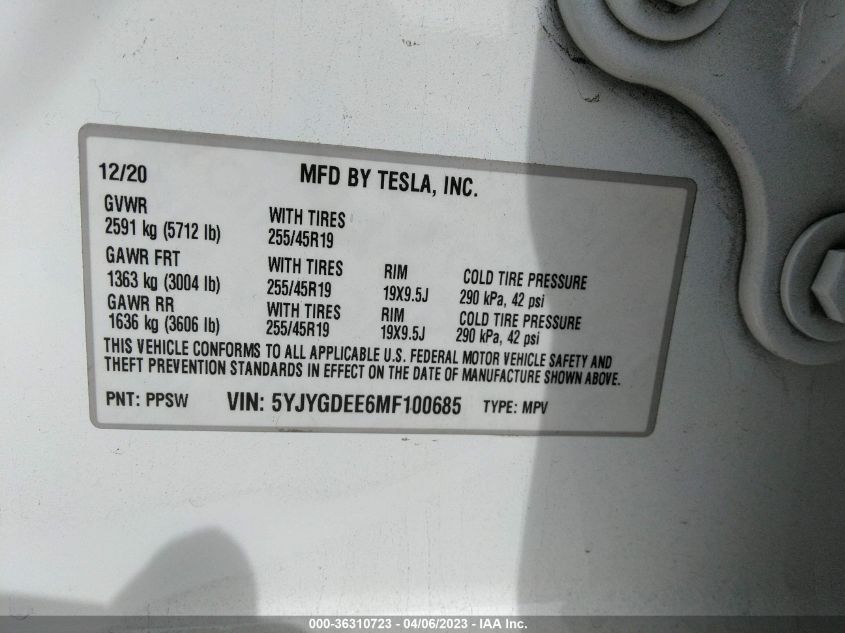 12/20 MFD BY TESLA, INC.
GVWR
2591 kg (5712 lb) WITH TIRES
255/45R19
GAWR FRT
1363 kg (3004 lb) WITH TIRES RIM COLD TIRE PRESSURE
255/45R19 19X9.5J 290 kPa, 42 psi
GAWR RR WITH TIRES RIM COLD TIRE PRESSURE
1636 kg (3606 lb) 255/45R19 19X9.5J 290 kPa, 42 psi
THIS VEHICLE CONFORMS TO ALL APPLICABLE U.S. FEDERAL MOTOR VEHICLE SAFETY AND
THEFT PREVENTION STANDARDS IN EFFECT ON THE DATE OF MANUFACTURE SHOWN ABOVE.
PNT: PPSW VIN: 5YJYGDEE6MF100685 TYPE: MPV
000-36310723 - 04/06/2023 - IAA Inc.